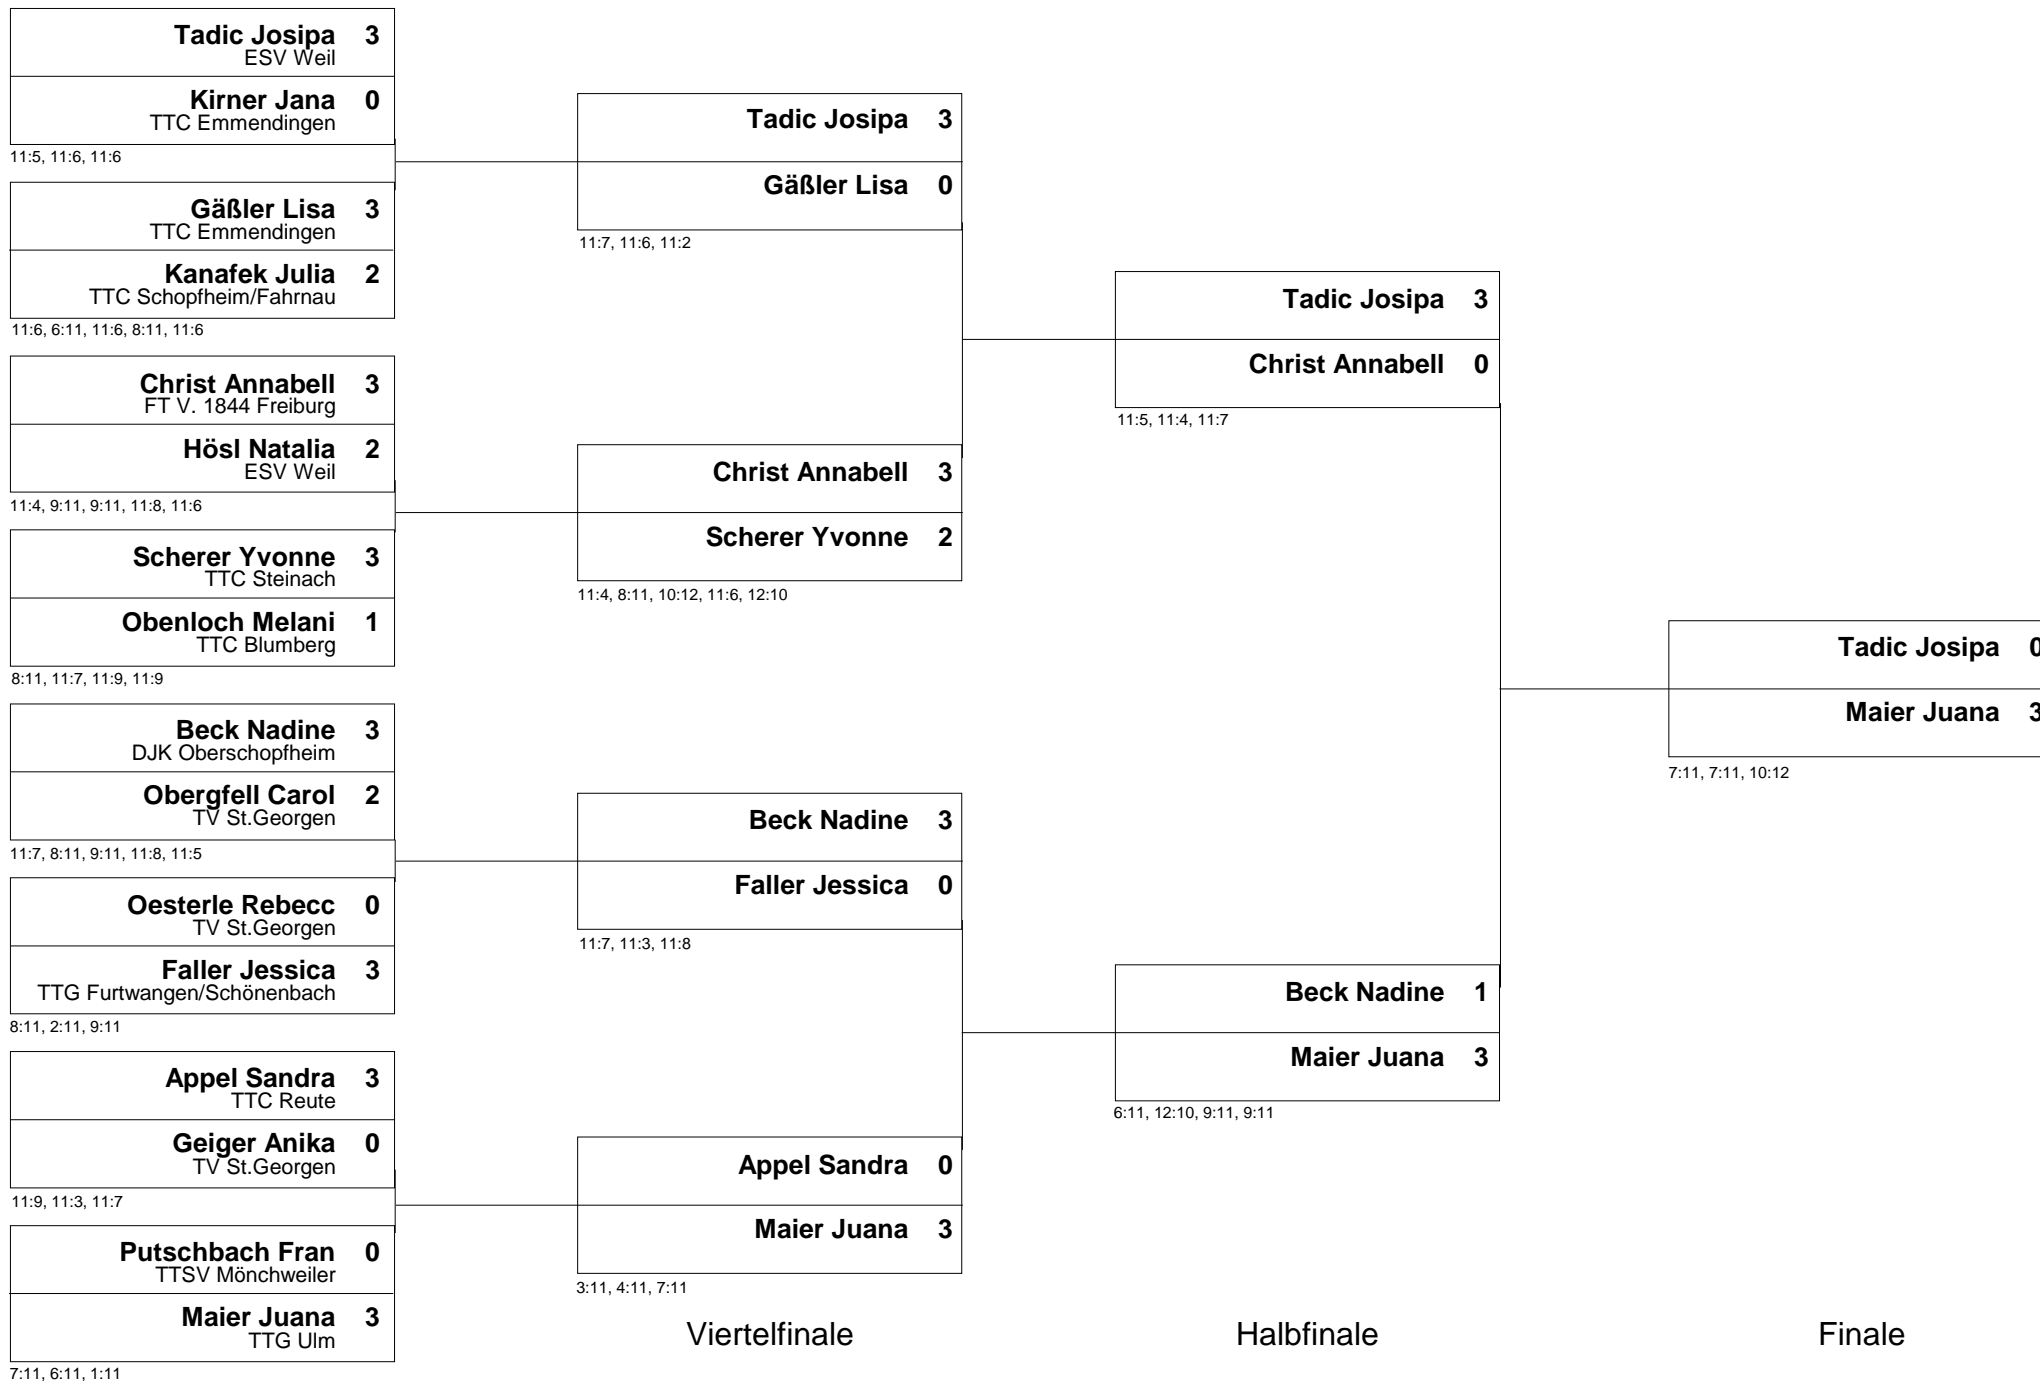 Tadic Josipa 3
ESV Weil
Kirner Jana 0
TTC Emmendingen
11:5, 11:6, 11:6
Gäßler Lisa 3
TTC Emmendingen
Kanafek Julia 2
TTC Schopfheim/Fahrnau
11:6, 6:11, 11:6, 8:11, 11:6
Christ Annabell 3
FT V. 1844 Freiburg
Hösl Natalia 2
ESV Weil
11:4, 9:11, 9:11, 11:8, 11:6
Scherer Yvonne 3
TTC Steinach
Obenloch Melani 1
TTC Blumberg
8:11, 11:7, 11:9, 11:9
Beck Nadine 3
DJK Oberschopfheim
Obergfell Carol 2
TV St.Georgen
11:7, 8:11, 9:11, 11:8, 11:5
Oesterle Rebecc 0
TV St.Georgen
Faller Jessica 3
TTG Furtwangen/Schönenbach
8:11, 2:11, 9:11
Appel Sandra 3
TTC Reute
Geiger Anika 0
TV St.Georgen
11:9, 11:3, 11:7
Putschbach Fran 0
TTSV Mönchweiler
Maier Juana 3
TTG Ulm
7:11, 6:11, 1:11
Tadic Josipa 3
Gäßler Lisa 0
11:7, 11:6, 11:2
Christ Annabell 3
Scherer Yvonne 2
11:4, 8:11, 10:12, 11:6, 12:10
Beck Nadine 3
Faller Jessica 0
11:7, 11:3, 11:8
Appel Sandra 0
Maier Juana 3
3:11, 4:11, 7:11
Viertelfinale
Tadic Josipa 3
Christ Annabell 0
11:5, 11:4, 11:7
Beck Nadine 1
Maier Juana 3
6:11, 12:10, 9:11, 9:11
Halbfinale
Tadic Josipa 0
Maier Juana 3
7:11, 7:11, 10:12
Finale